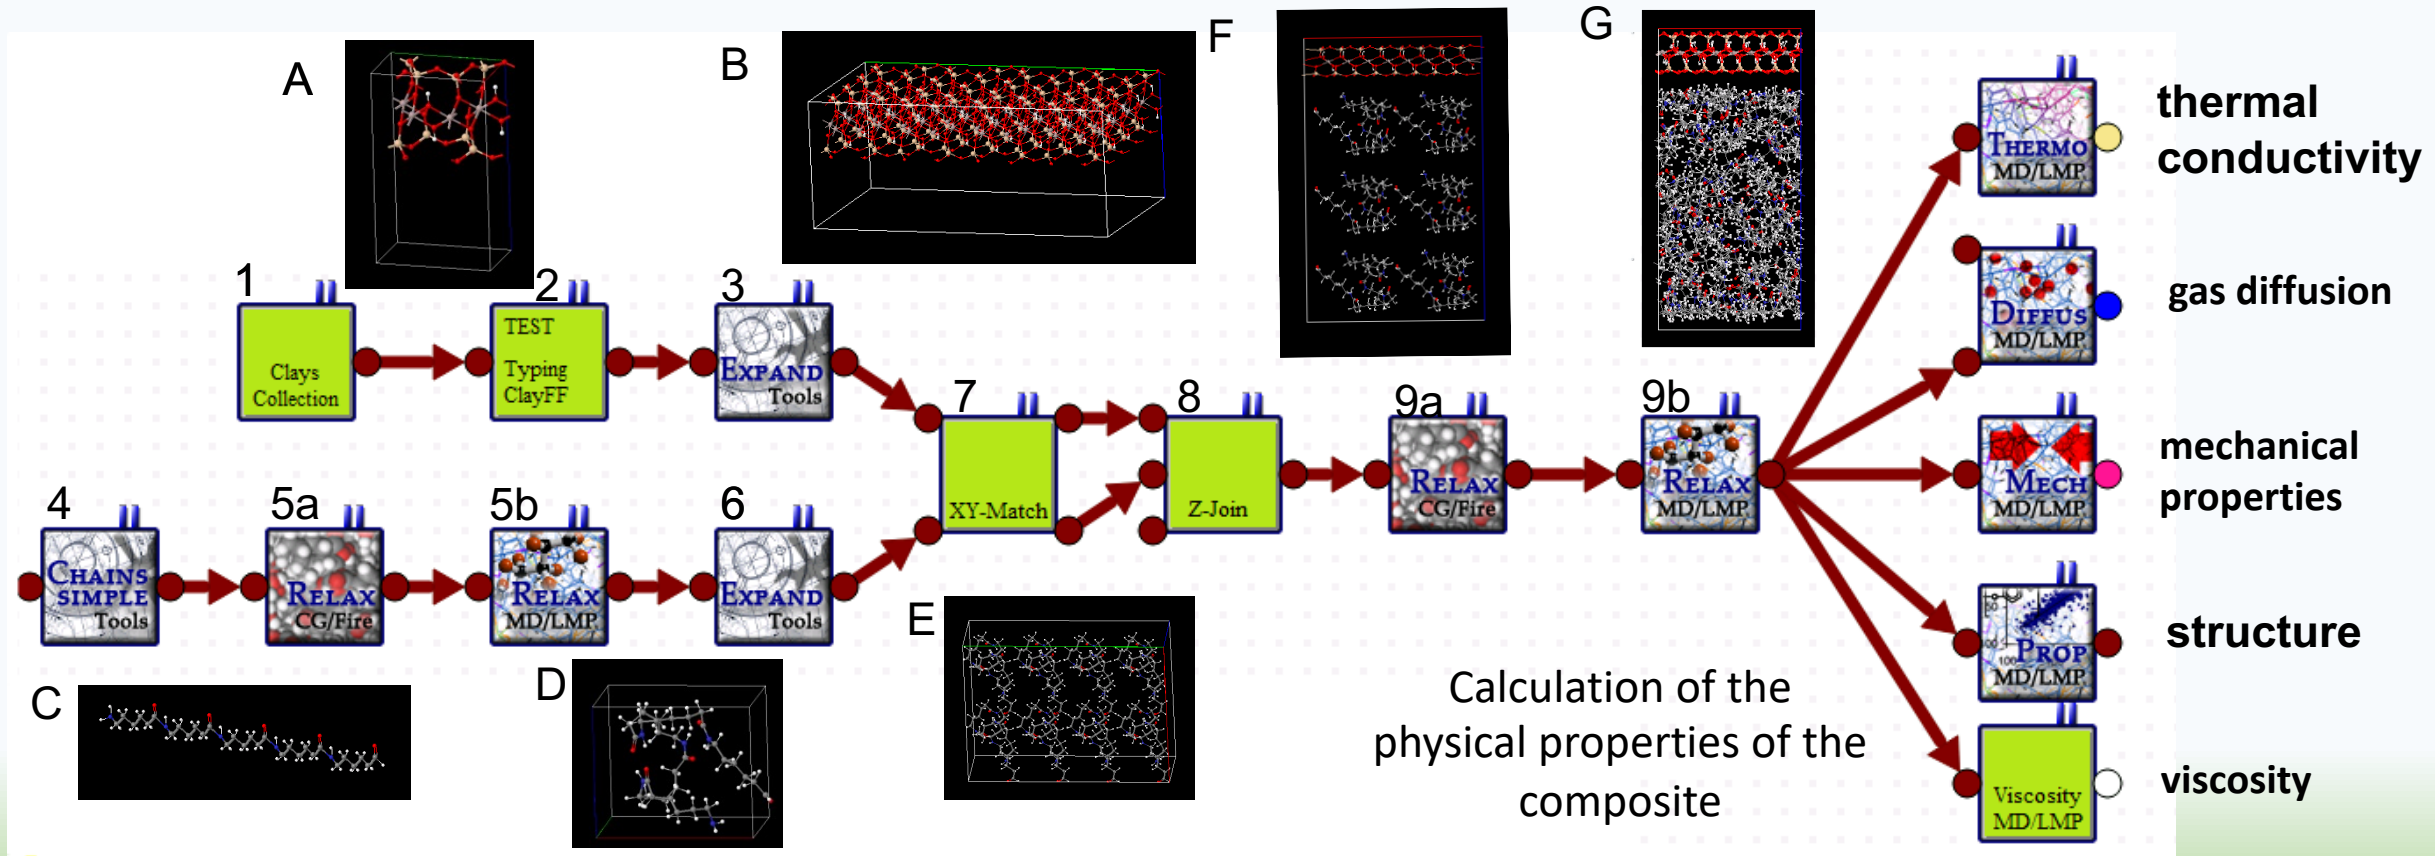 A
B
F
G
1
Clays
Collection
2
TEST
Typing
ClayFF
3
EXPAND
Tools
4
CHAINS
SIMPLE
Tools
5a
RELAX
CG/Fire
5b
RELAX
MD/LMP
6
EXPAND
Tools
7
XY-Match
8
Z-Join
9a
RELAX
CG/Fire
9b
RELAX
MD/LMP
C
D
E
THERMO
MD/LMP
thermal
conductivity
DIFFUS
MD/LMP
gas diffusion
MECH
MD/LMP
mechanical
properties
50
100
100
PROP
MD/LMP
structure
Viscosity
MD/LMP
viscosity
Calculation of the
physical properties of the
composite